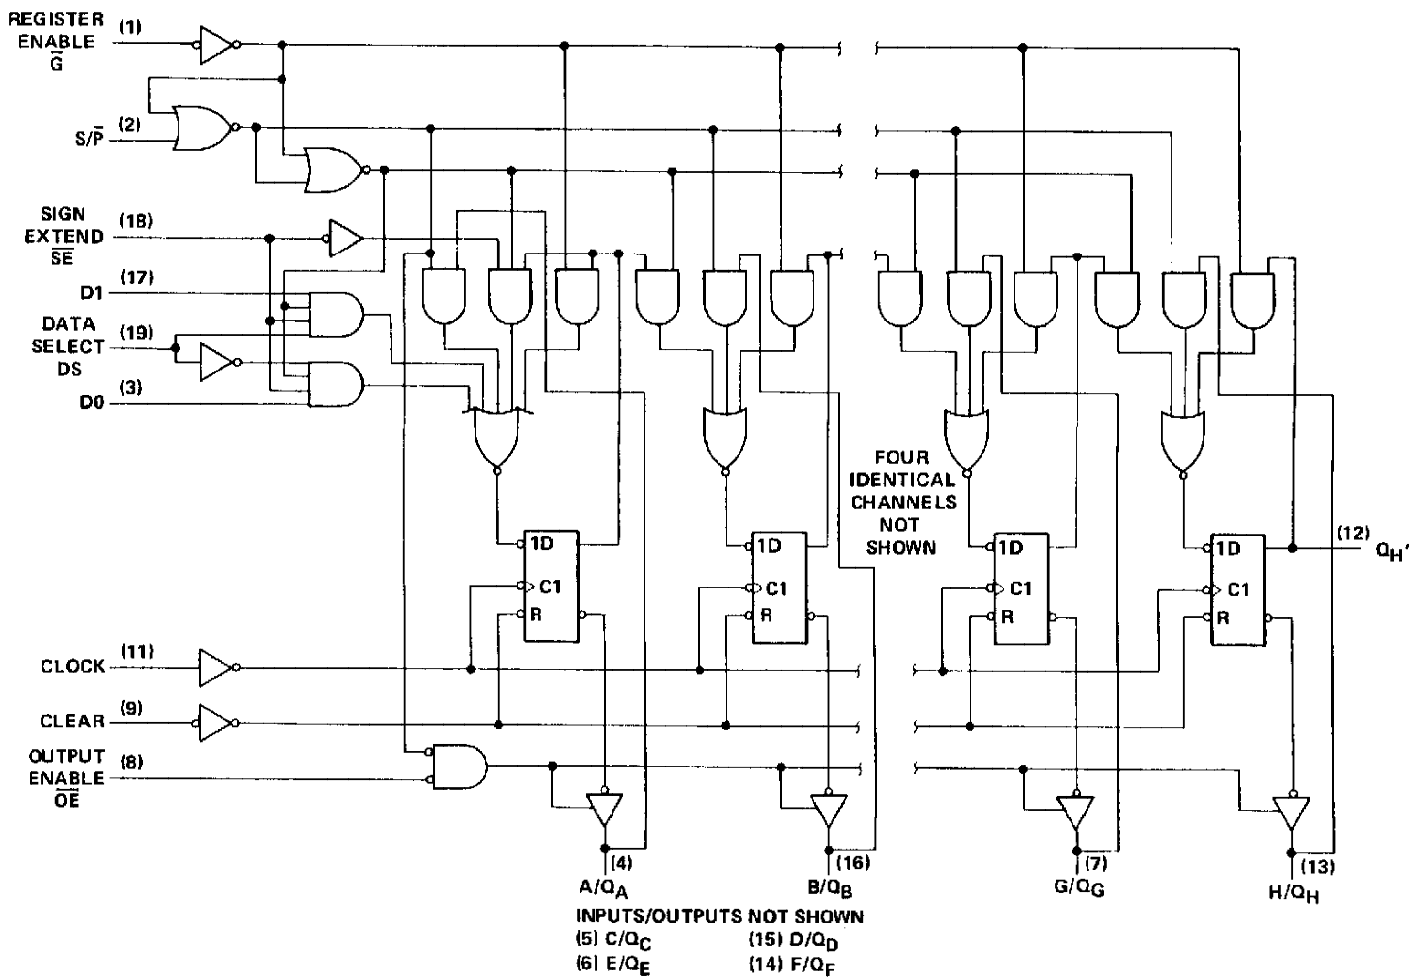 REGISTER (1)
ENABLE
G̅
S/P̅ (2)
SIGN (18)
EXTEND
S̅E̅
(17)
D1
DATA (19)
SELECT
DS
(3)
D0
FOUR
IDENTICAL
CHANNELS
NOT
SHOWN
1D
C1
R
1D
C1
R
1D
C1
R
1D
C1
R
(12)
QH'
CLOCK (11)
CLEAR (9)
OUTPUT (8)
ENABLE
O̅E̅
(4)
A/QA
(16)
B/QB
(7)
G/QG
(13)
H/QH
INPUTS/OUTPUTS NOT SHOWN
(5) C/QC (15) D/QD
(6) E/QE (14) F/QF